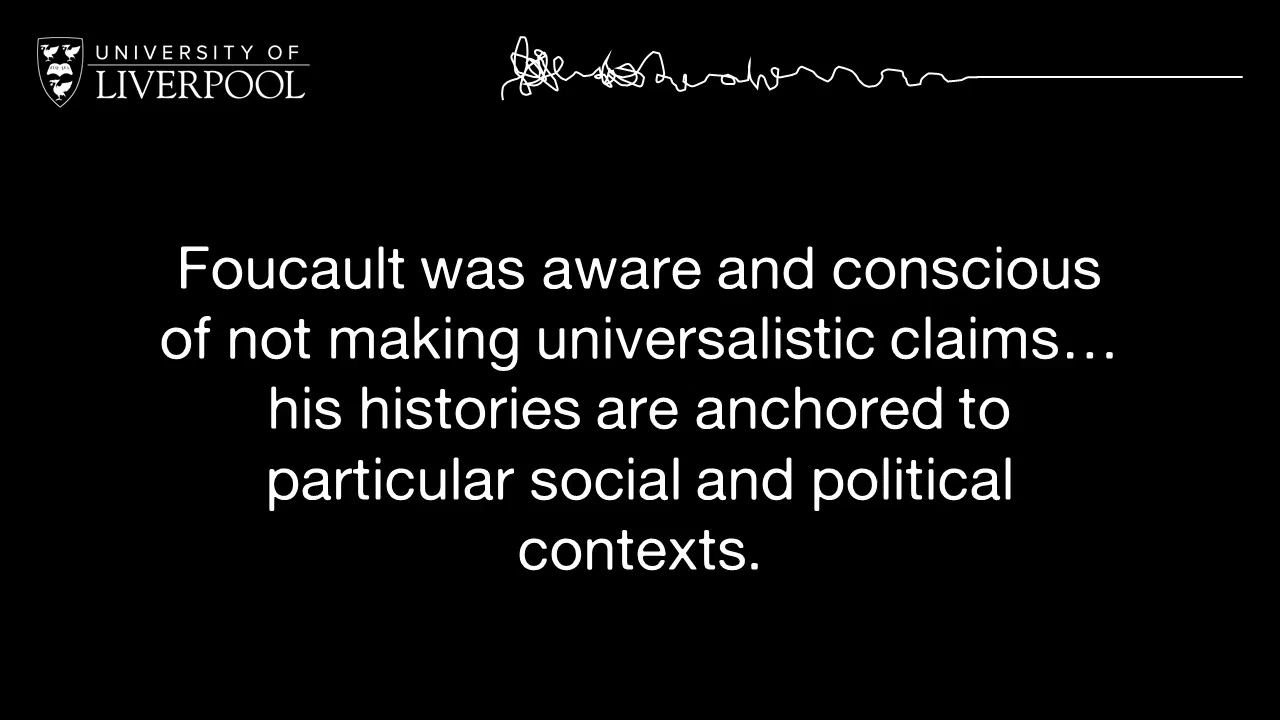 UNIVERSITY OF
LIVERPOOL
Foucault was aware and conscious
of not making universalistic claims…
his histories are anchored to
particular social and political
contexts.